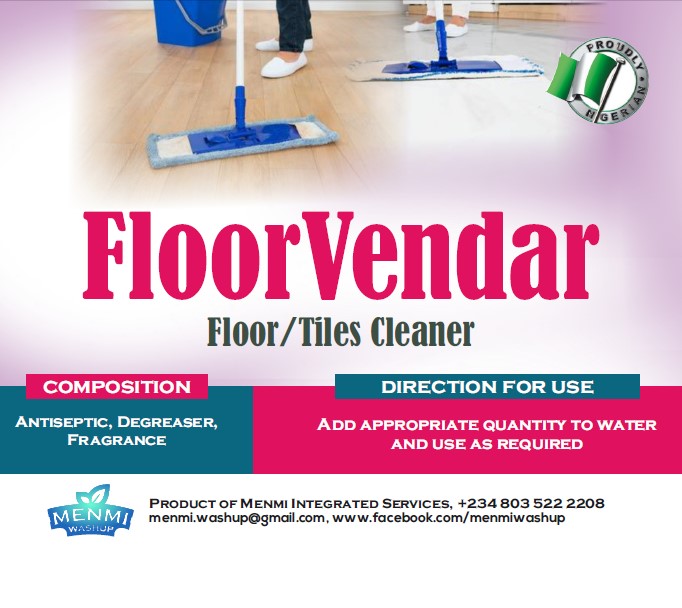 PROUDLY
NIGERIAN
FloorVendar
Floor/Tiles Cleaner
COMPOSITION
ANTISEPTIC, DEGREASER,
FRAGRANCE
DIRECTION FOR USE
ADD APPROPRIATE QUANTITY TO WATER
AND USE AS REQUIRED
MENMI
WASHUP
PRODUCT OF MENMI INTEGRATED SERVICES, +234 803 522 2208
menmi.washup@gmail.com, www.facebook.com/menmiwashup